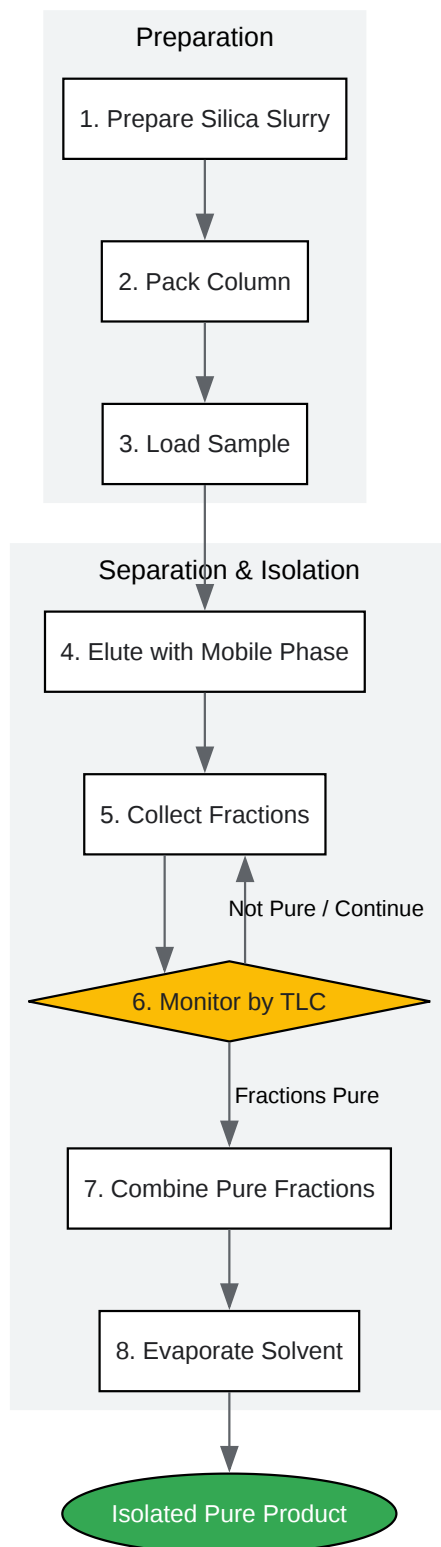 Preparation
1. Prepare Silica Slurry
2. Pack Column
3. Load Sample
Separation & Isolation
4. Elute with Mobile Phase
5. Collect Fractions
Not Pure / Continue
6. Monitor by TLC
Fractions Pure
7. Combine Pure Fractions
8. Evaporate Solvent
Isolated Pure Product